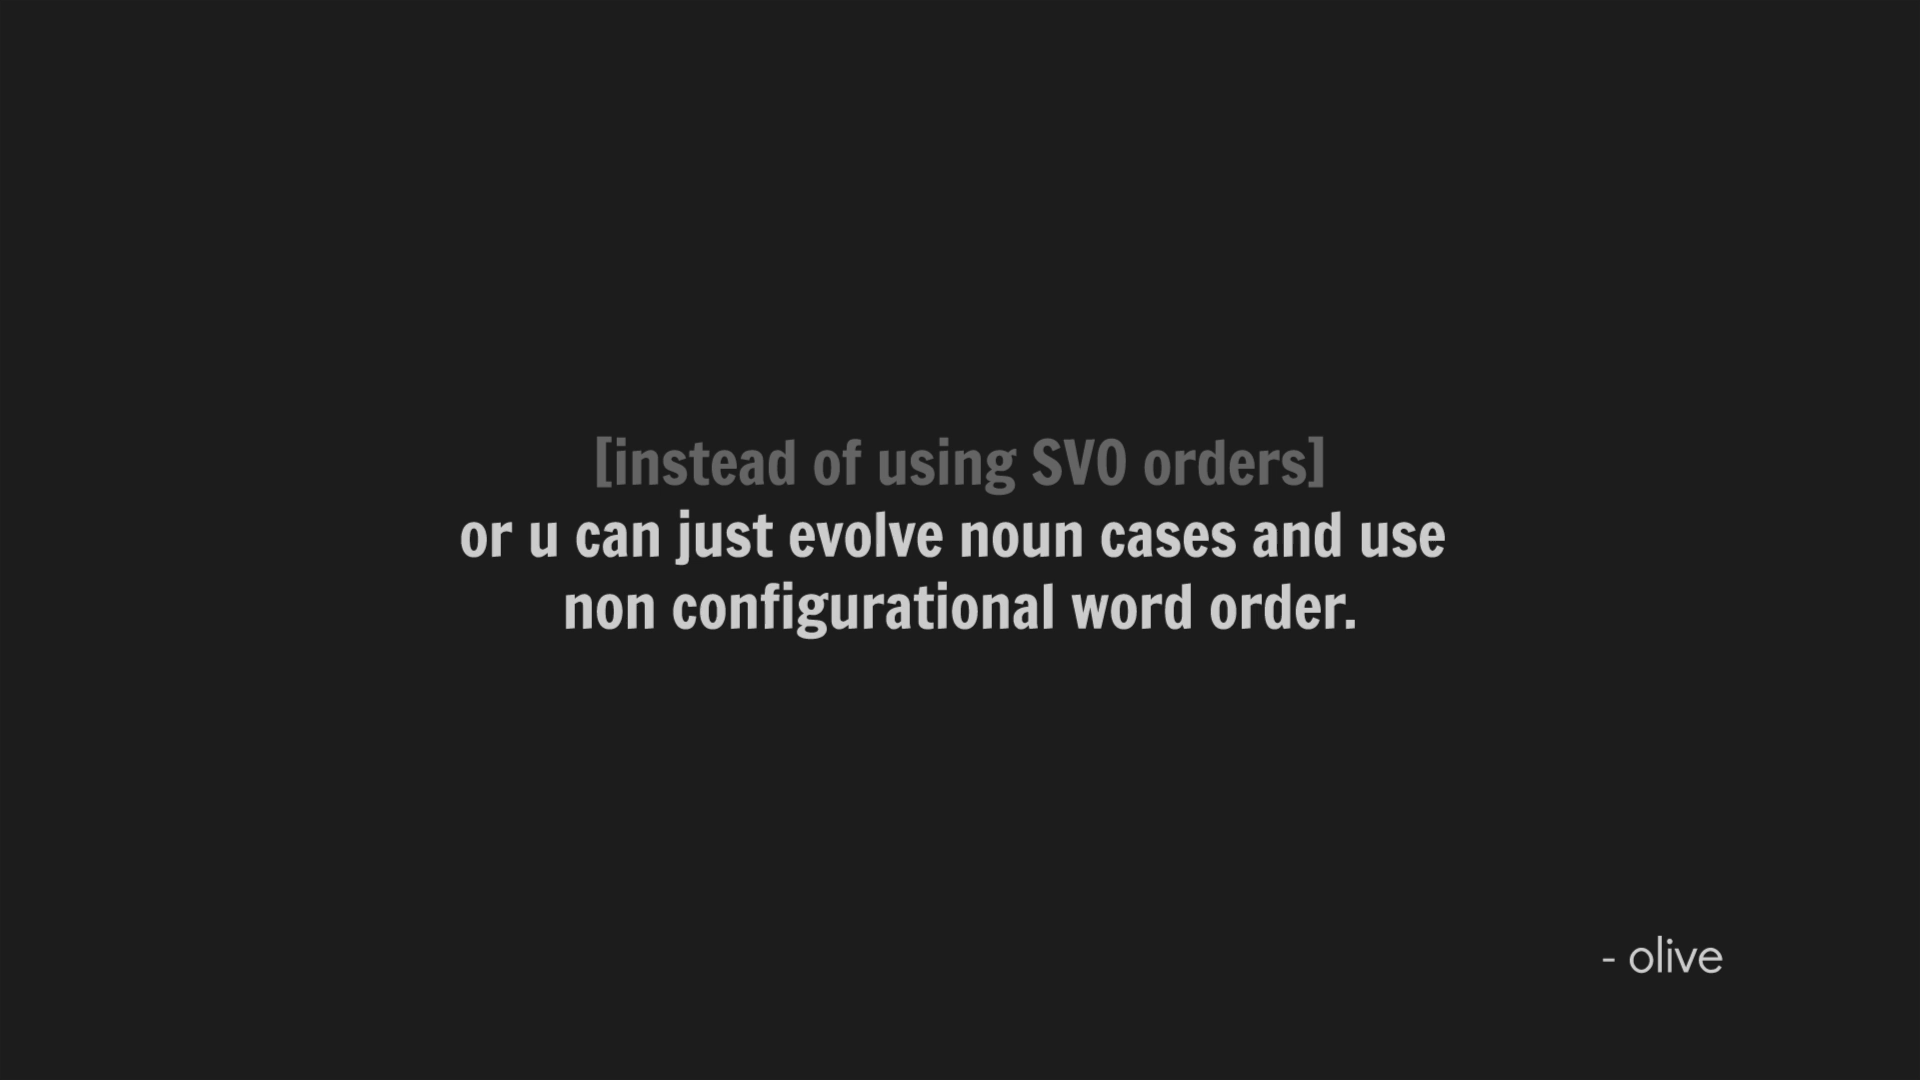 [instead of using SVO orders]
or u can just evolve noun cases and use
non configurational word order.
- olive